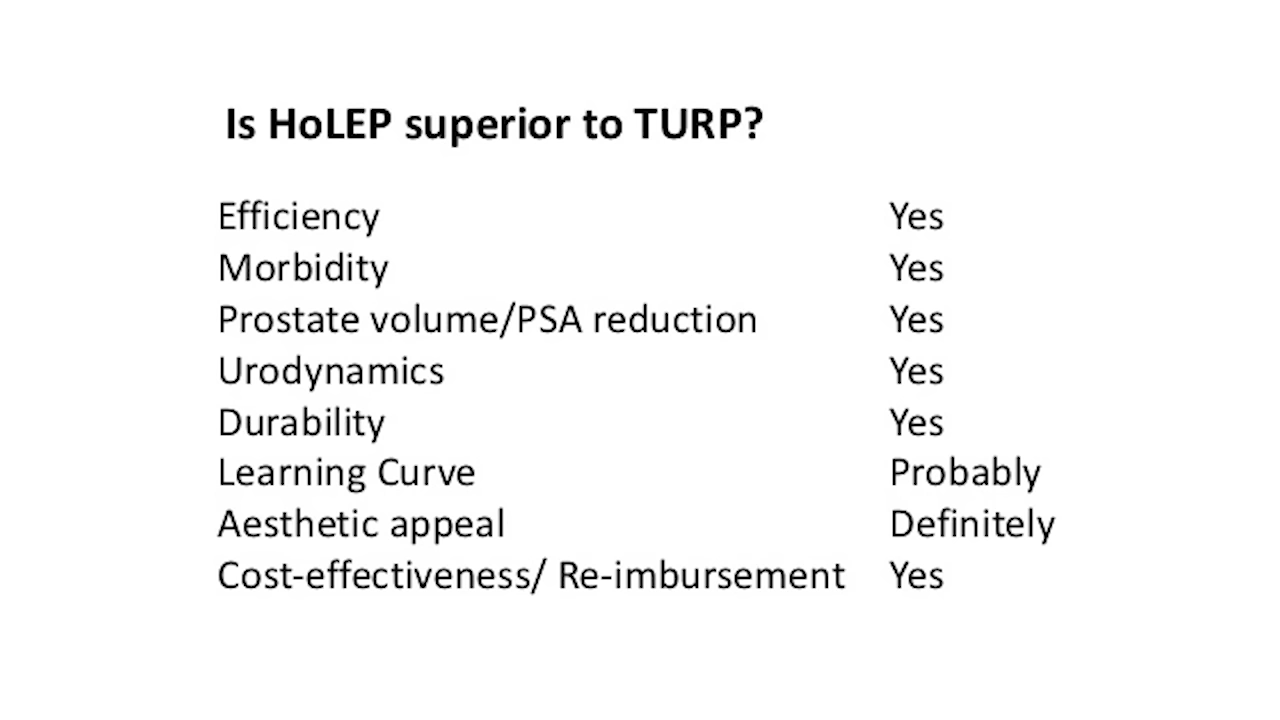 Is HoLEP superior to TURP?
Efficiency Yes
Morbidity Yes
Prostate volume/PSA reduction Yes
Urodynamics Yes
Durability Yes
Learning Curve Probably
Aesthetic appeal Definitely
Cost-effectiveness/ Re-imbursement Yes